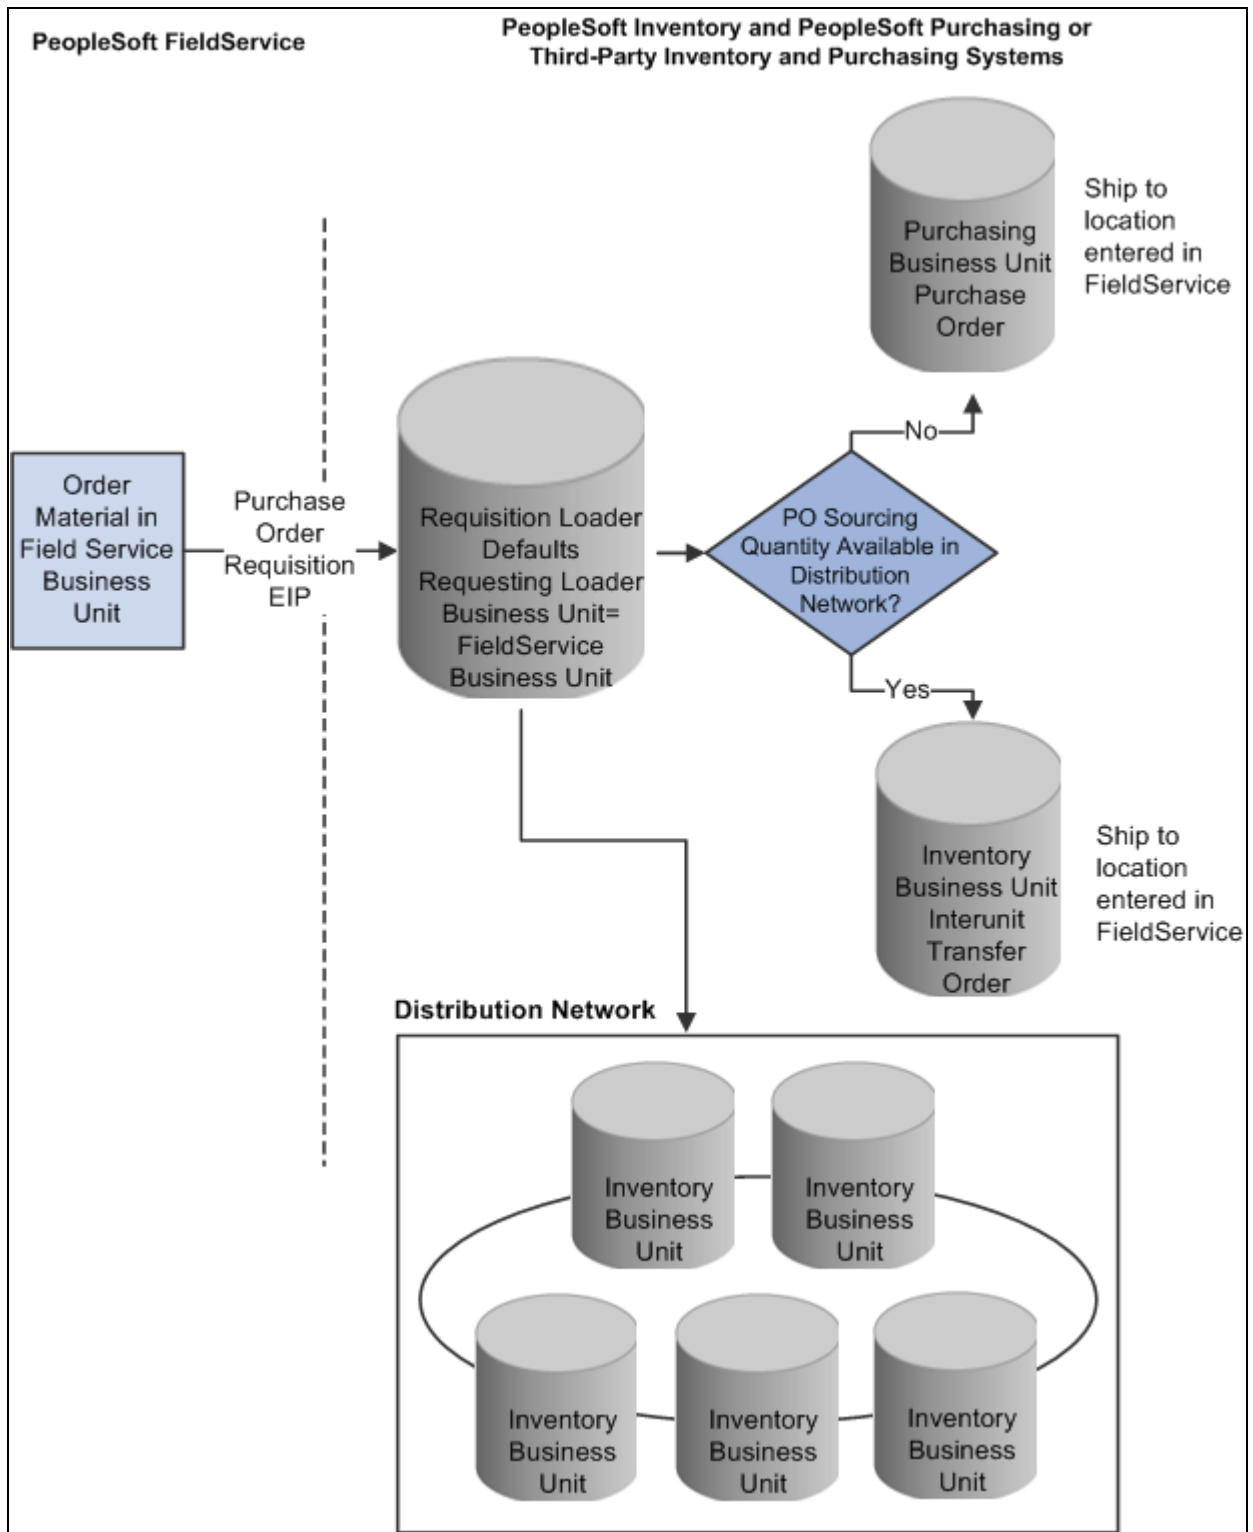 PeopleSoft FieldService
PeopleSoft Inventory and PeopleSoft Purchasing or
Third-Party Inventory and Purchasing Systems
Purchasing
Business Unit
Purchase
Order
Ship to
location
entered in
FieldService
Order
Material in
Field Service
Business
Unit
Purchase
Order
Requisition
EIP
Requisition Loader
Defaults
Requesting Loader
Business Unit=
FieldService
Business Unit
No
PO Sourcing
Quantity Available in
Distribution
Network?
Yes
Inventory
Business Unit
Interunit
Transfer
Order
Ship to
location
entered in
FieldService
Distribution Network
Inventory
Business
Unit
Inventory
Business
Unit
Inventory
Business
Unit
Inventory
Business
Unit
Inventory
Business
Unit